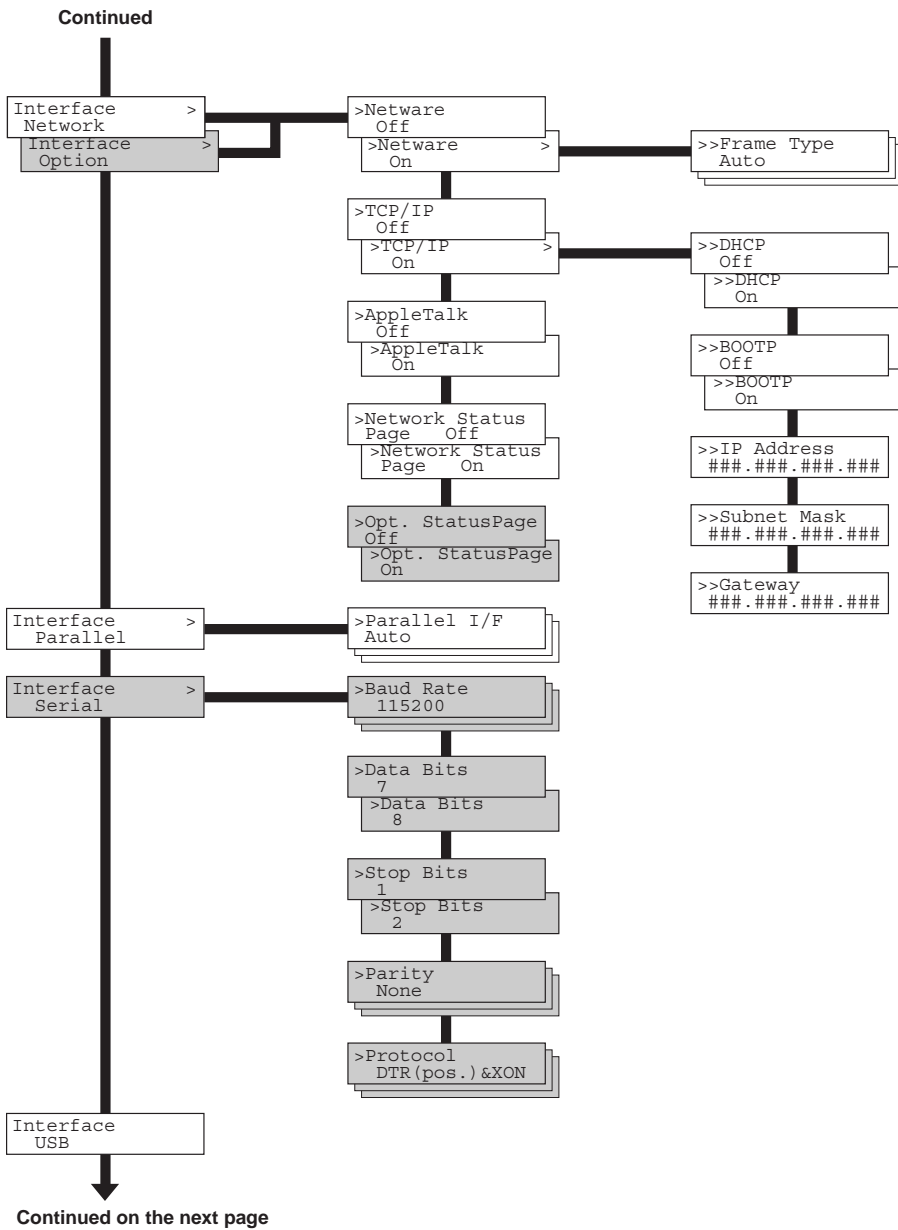 Continued
Interface >
Network
Interface >
Option
>Netware
Off
>Netware >
On
>>Frame Type
Auto
>TCP/IP
Off
>TCP/IP >
On
>>DHCP
Off
>>DHCP
On
>AppleTalk
Off
>AppleTalk
On
>>BOOTP
Off
>>BOOTP
On
>Network Status
Page Off
>Network Status
Page On
>>IP Address
###.###.###.###
>Opt. StatusPage
Off
>Opt. StatusPage
On
>>Subnet Mask
###.###.###.###
>>Gateway
###.###.###.###
Interface >
Parallel
>Parallel I/F
Auto
Interface >
Serial
>Baud Rate
115200
>Data Bits
7
>Data Bits
8
>Stop Bits
1
>Stop Bits
2
>Parity
None
>Protocol
DTR(pos.)&XON
Interface
USB
Continued on the next page